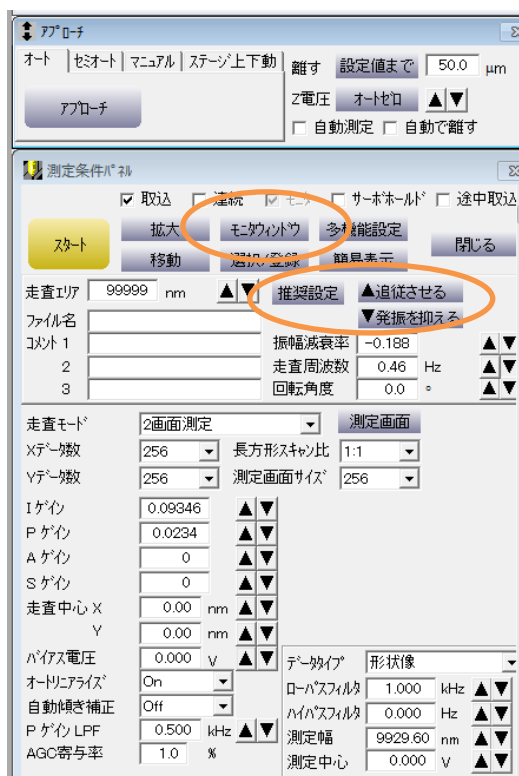 アプローチ
オート セミオート マニュアル ステージ上下動 離す 設定値まで 50.0 μm
アプローチ Z電圧 オートゼロ ▲▼
自動測定 自動で離す
測定条件パネル
取込 連続 モニター サーボホールド 途中取込
スタート 拡大 モニタウィンドウ 多機能設定 閉じる
移動 選択/登録 簡易表示
走査エリア 99999 nm ▲▼ 推奨設定 ▲追従させる
ファイル名 ▼発振を抑える
コメント 1 振幅減衰率 -0.188 ▲▼
2 走査周波数 0.46 Hz ▲▼
3 回転角度 0.0 ° ▲▼
走査モード 2画面測定 測定画面
Xデータ数 256 長方形スキャン比 1:1
Yデータ数 256 測定画面サイズ 256
I ゲイン 0.09346 ▲▼
P ゲイン 0.0234 ▲▼
A ゲイン 0 ▲▼
S ゲイン 0 ▲▼
走査中心 X 0.00 nm ▲▼
Y 0.00 nm ▲▼
バイアス電圧 0.000 V ▲▼ データタイプ 形状像
オートリニアライズ On ローパスフィルタ 1.000 kHz ▲▼
自動傾き補正 Off ハイパスフィルタ 0.000 Hz ▲▼
P ゲイン LPF 0.500 kHz ▲▼ 測定幅 9929.60 nm ▲▼
AGC寄与率 1.0 % 測定中心 0.000 V ▲▼